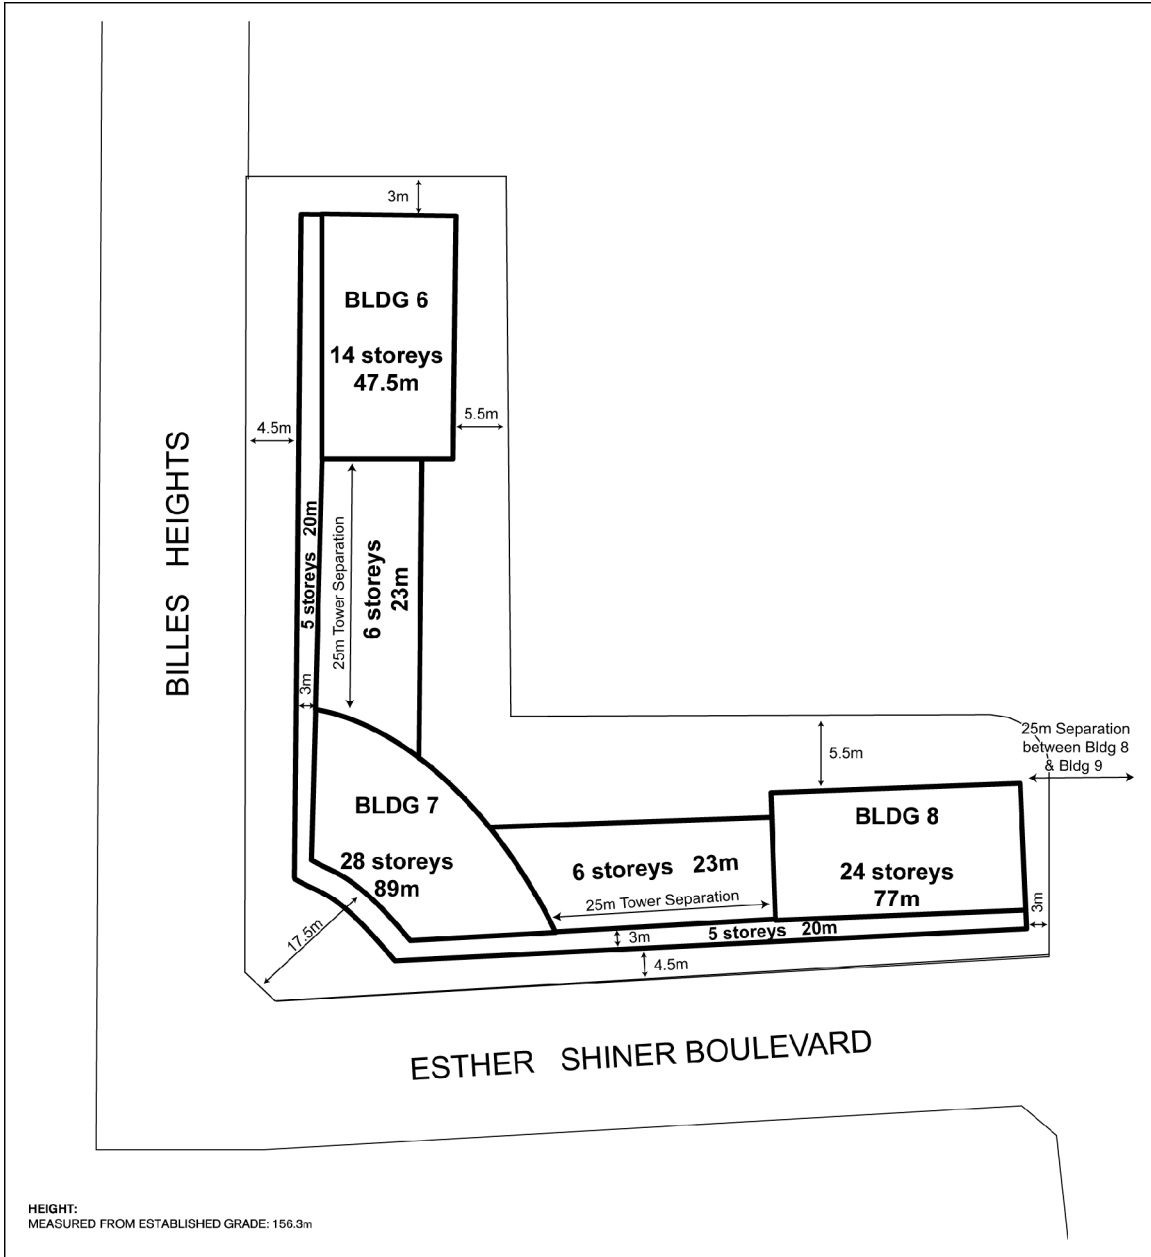 3m
BLDG 6
14 storeys
47.5m
4.5m
5.5m
BILLES HEIGHTS
5 storeys 20m
25m Tower Separation
6 storeys
23m
3m
25m Separation
between Bldg 8
& Bldg 9
5.5m
BLDG 7
28 storeys
89m
BLDG 8
24 storeys
77m
6 storeys 23m
25m Tower Separation
3m
17.5m
3m
5 storeys 20m
4.5m
ESTHER SHINER BOULEVARD
HEIGHT:
MEASURED FROM ESTABLISHED GRADE: 156.3m